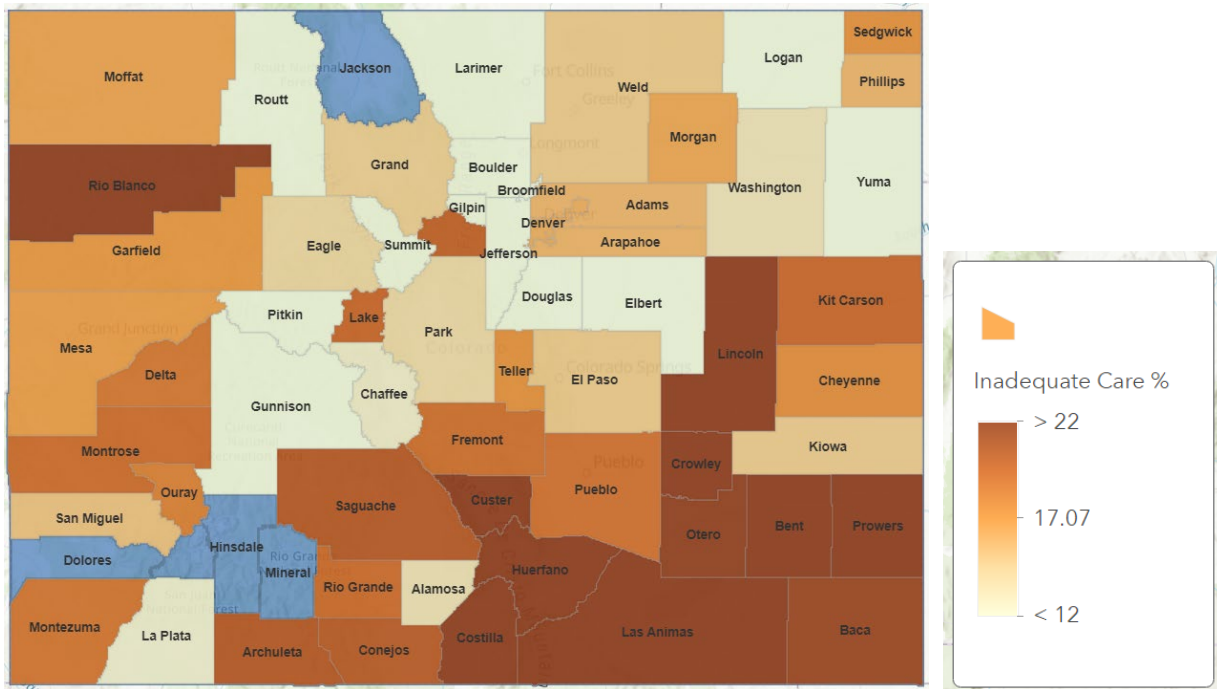 Sedgwick
Logan
Jackson
Larimer
Moffat
Phillips
Fort Collins
Weld
Routt
Greeley
Morgan
Grand
Longmont
Boulder
Yuma
Rio Blanco
Washington
Broomfield
Adams
Gilpin
Denver
Denver
Arapahoe
Summit
Eagle
Garfield
Jefferson
Douglas
Elbert
Kit Carson
Pitkin
Lake
Grand Junction
Park
Colorado
Mesa
Lincoln
Colorado Springs
Delta
Teller
El Paso
Cheyenne
Chaffee
Gunnison
Fremont
Kiowa
Montrose
Pueblo
Crowley
Pueblo
Ouray
Custer
Saguache
San Miguel
Bent
Prowers
Otero
Hinsdale
Rio Grande
Dolores
Mineral
Huerfano
Rio Grande
Alamosa
Montezuma
La Plata
Las Animas
Baca
Costilla
Conejos
Archuleta
Inadequate Care %
> 22
17.07
< 12